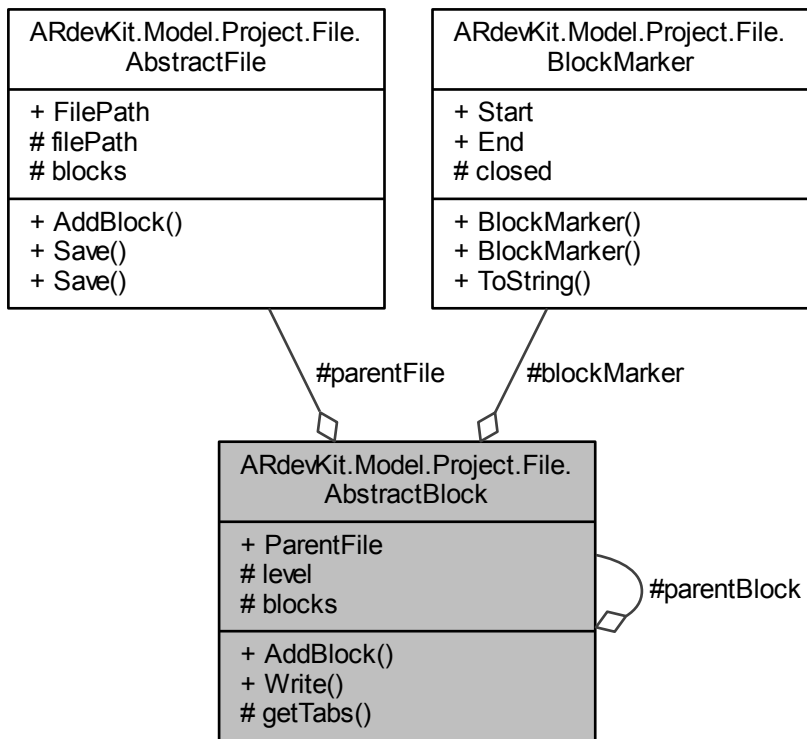 ARdevKit.Model.Project.File.
AbstractFile
+ FilePath
# filePath
# blocks
+ AddBlock()
+ Save()
+ Save()
ARdevKit.Model.Project.File.
BlockMarker
+ Start
+ End
# closed
+ BlockMarker()
+ BlockMarker()
+ ToString()
#parentFile
#blockMarker
ARdevKit.Model.Project.File.
AbstractBlock
+ ParentFile
# level
# blocks
+ AddBlock()
+ Write()
# getTabs()
#parentBlock